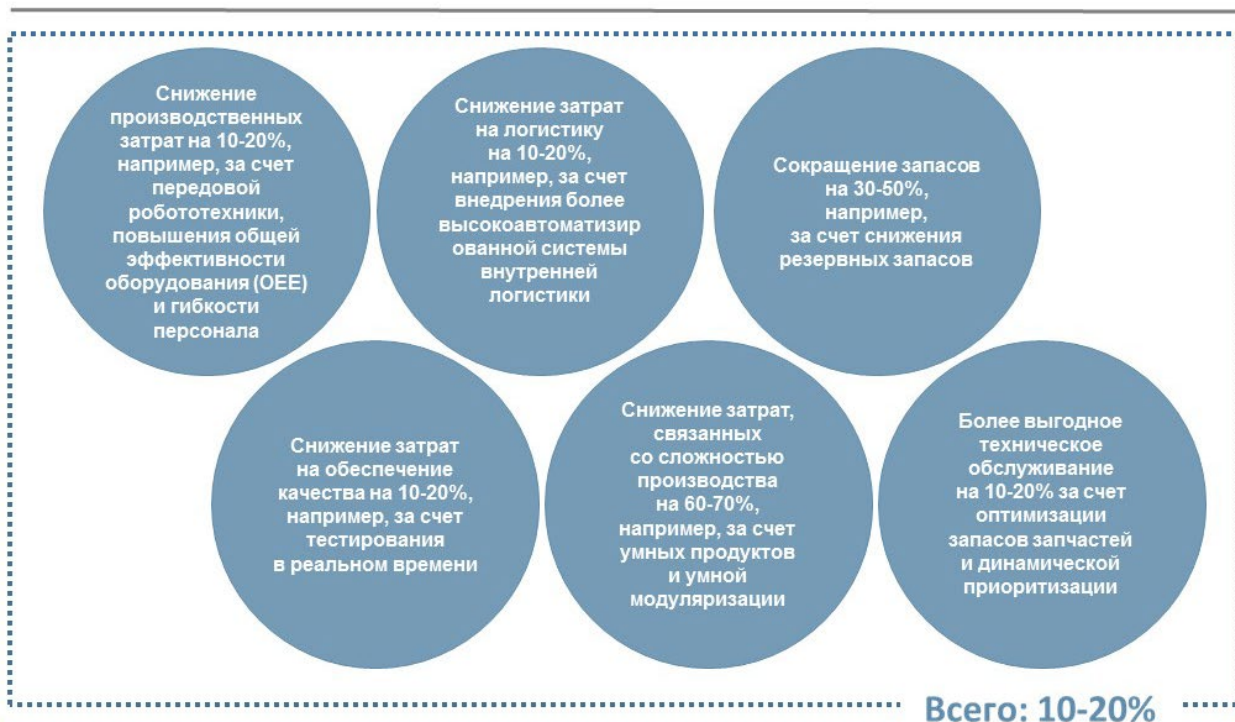 Снижение
производственных
затрат на 10-20%,
например, за счет
передовой
робототехники,
повышения общей
эффективности
оборудования (OEE)
и гибкости
персонала
Снижение затрат
на логистику
на 10-20%,
например, за счет
внедрения более
высокоавтоматизир
ованной системы
внутренней
логистики
Сокращение запасов
на 30-50%,
например,
за счет снижения
резервных запасов
Снижение затрат
на обеспечение
качества на 10-20%,
например, за счет
тестирования
в реальном времени
Снижение затрат,
связанных
со сложностью
производства
на 60-70%,
например, за счет
умных продуктов
и умной
модуляризации
Более выгодное
техническое
обслуживание
на 10-20% за счет
оптимизации
запасов запчастей
и динамической
приоритизации
Всего: 10-20%